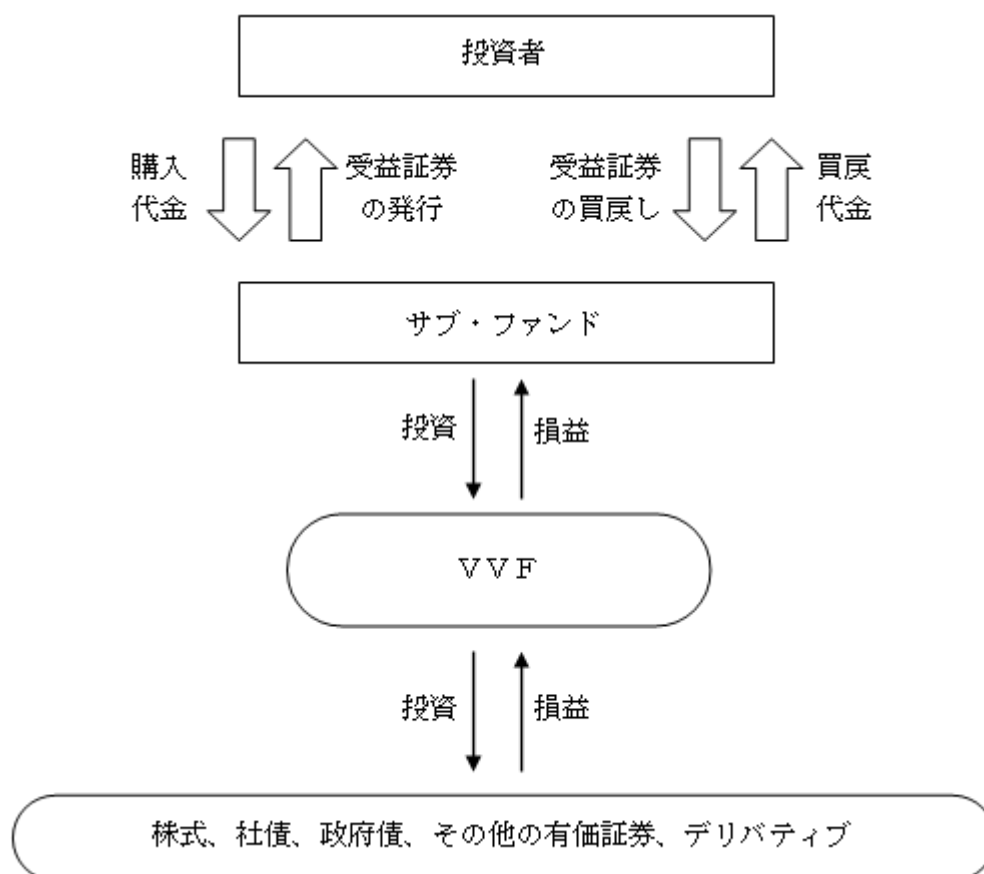 投資者
購入
代金
受益証券
の発行
受益証券
の買戻し
買戻
代金
サブ・ファンド
投資
損益
ＶＶＦ
投資
損益
株式、社債、政府債、その他の有価証券、デリバティブ